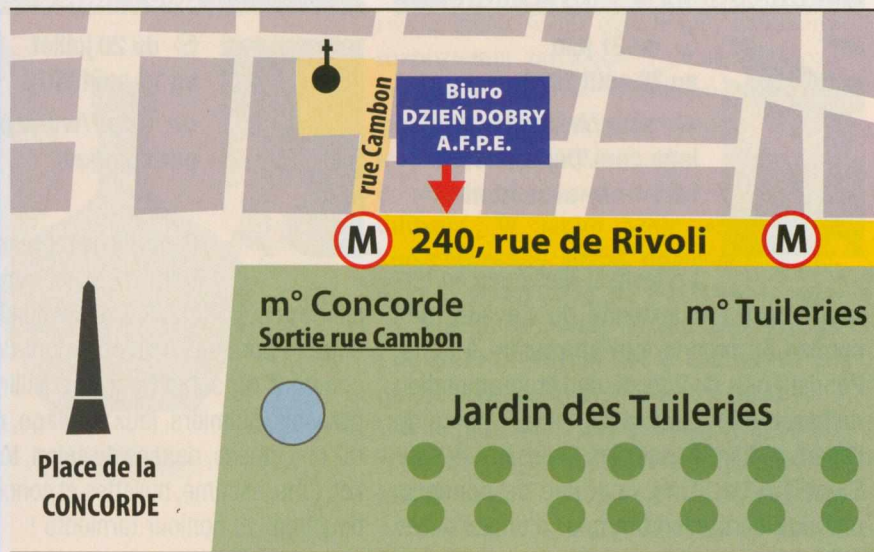 Biuro
DZIEŃ DOBRY
A.F.P.E.
rue Cambon
M 240, rue de Rivoli M
m° Concorde
Sortie rue Cambon
m° Tuileries
Jardin des Tuileries
Place de la
CONCORDE